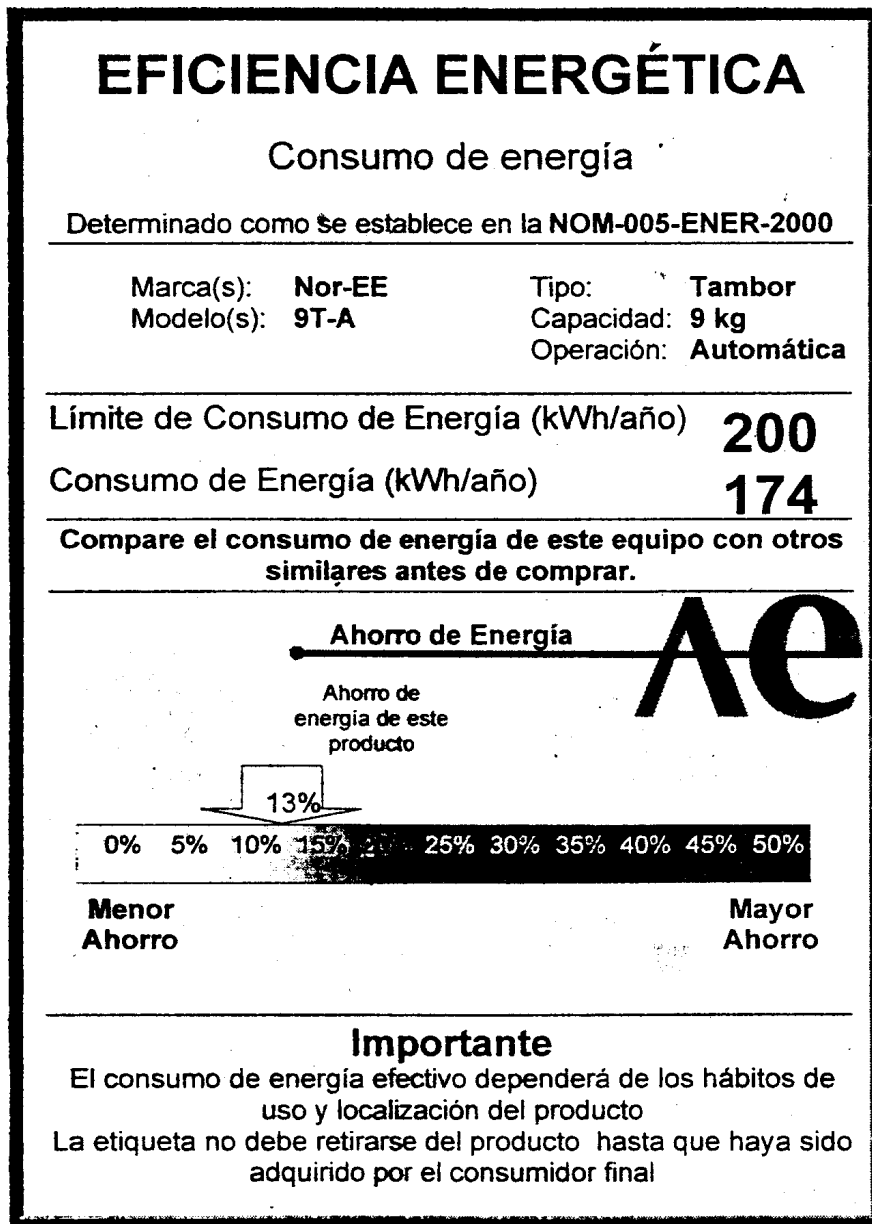 EFICIENCIA ENERGÉTICA
Consumo de energía
Determinado como se establece en la NOM-005-ENER-2000
Marca(s): Nor-EE Tipo: Tambor
Modelo(s): 9T-A Capacidad: 9 kg
Operación: Automática
Límite de Consumo de Energía (kWh/año) 200
Consumo de Energía (kWh/año) 174
Compare el consumo de energía de este equipo con otros
similares antes de comprar.
Ahorro de Energía
Ae
Ahorro de
energía de este
producto
13%
0% 5% 10% 15% 25% 30% 35% 40% 45% 50%
Menor Mayor
Ahorro Ahorro
Importante
El consumo de energía efectivo dependerá de los hábitos de
uso y localización del producto
La etiqueta no debe retirarse del producto hasta que haya sido
adquirido por el consumidor final